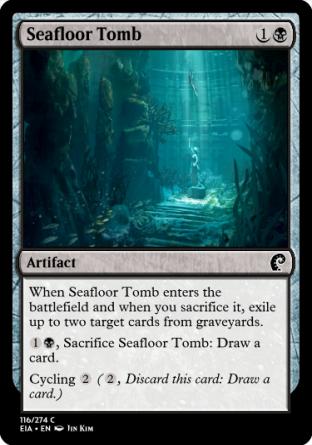 Seafloor Tomb 1
Artifact
When Seafloor Tomb enters the
battlefield and when you sacrifice it, exile
up to two target cards from graveyards.
1 , Sacrifice Seafloor Tomb: Draw a
card.
Cycling 2 ( 2 , Discard this card: Draw a
card.)
116/274 C
EIA • EN Jin Kim